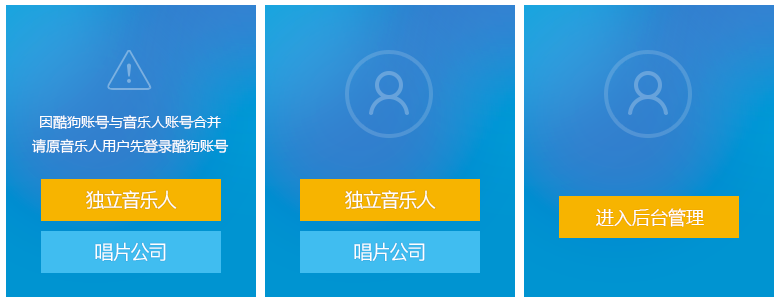 因酷狗账号与音乐人账号合并
请原音乐人用户先登录酷狗账号
独立音乐人
唱片公司
独立音乐人
唱片公司
进入后台管理